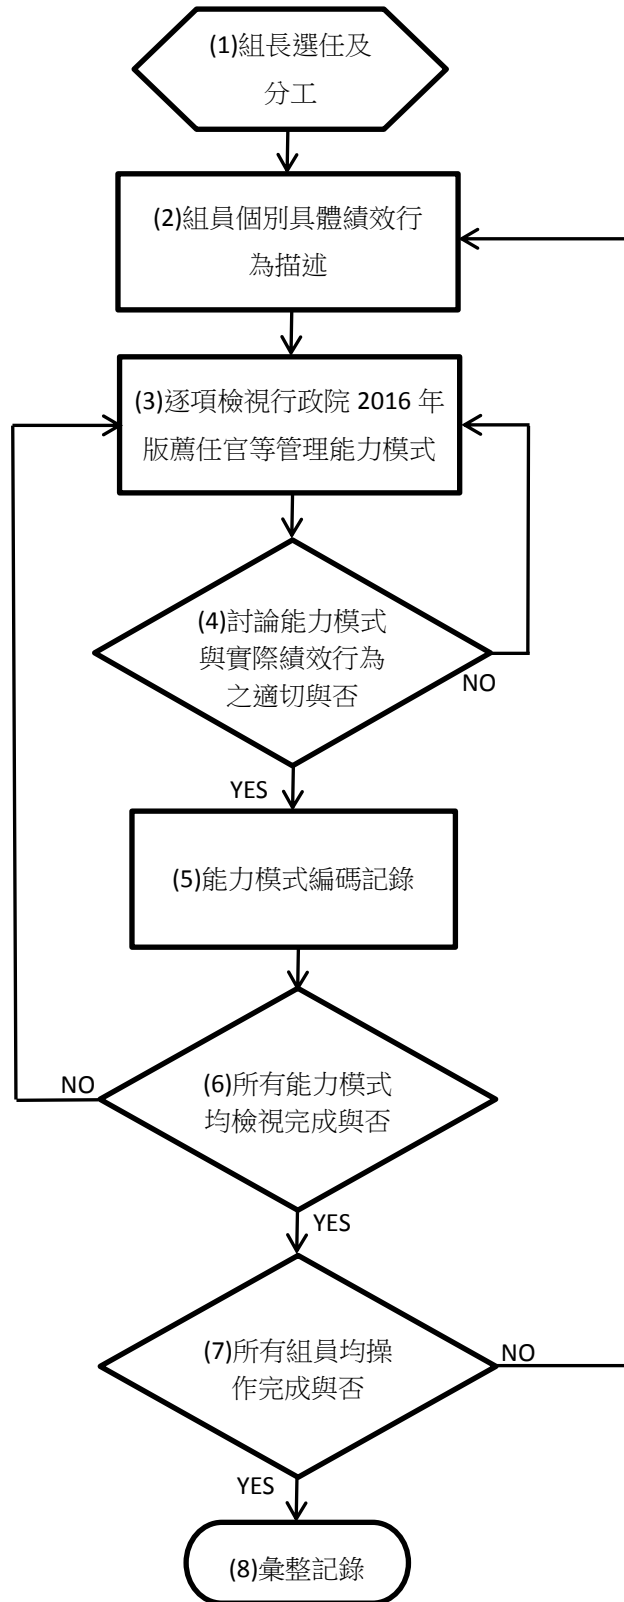 (1)組長選任及
分工
(2)組員個別具體績效行
為描述
(3)逐項檢視行政院 2016 年
版薦任官等管理能力模式
(4)討論能力模式
與實際績效行為
之適切與否
NO
YES
(5)能力模式編碼記錄
(6)所有能力模式
均檢視完成與否
NO
YES
(7)所有組員均操
作完成與否
NO
YES
(8)彙整記錄